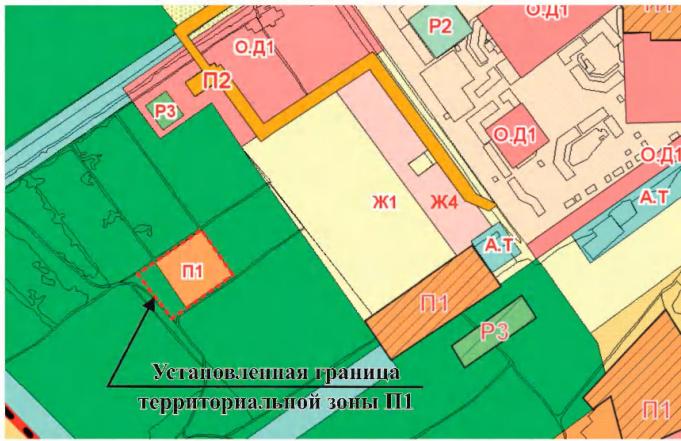 Р2
О.Д1
О.Д1
П2
Р3
О.Д1
О.Д1
Ж1
Ж4
А.Т
А.Т
П1
П1
Р3
Установленная граница
территориальной зоны П1
П1